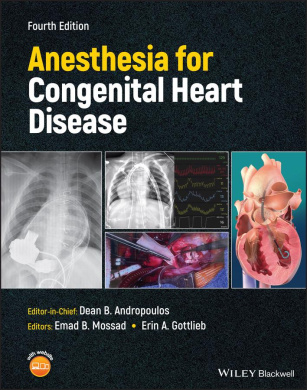 Fourth Edition
Anesthesia for
Congenital Heart
Disease
Editor-in-Chief: Dean B. Andropoulos
Editors: Emad B. Mossad • Erin A. Gottlieb
with website
WILEY Blackwell